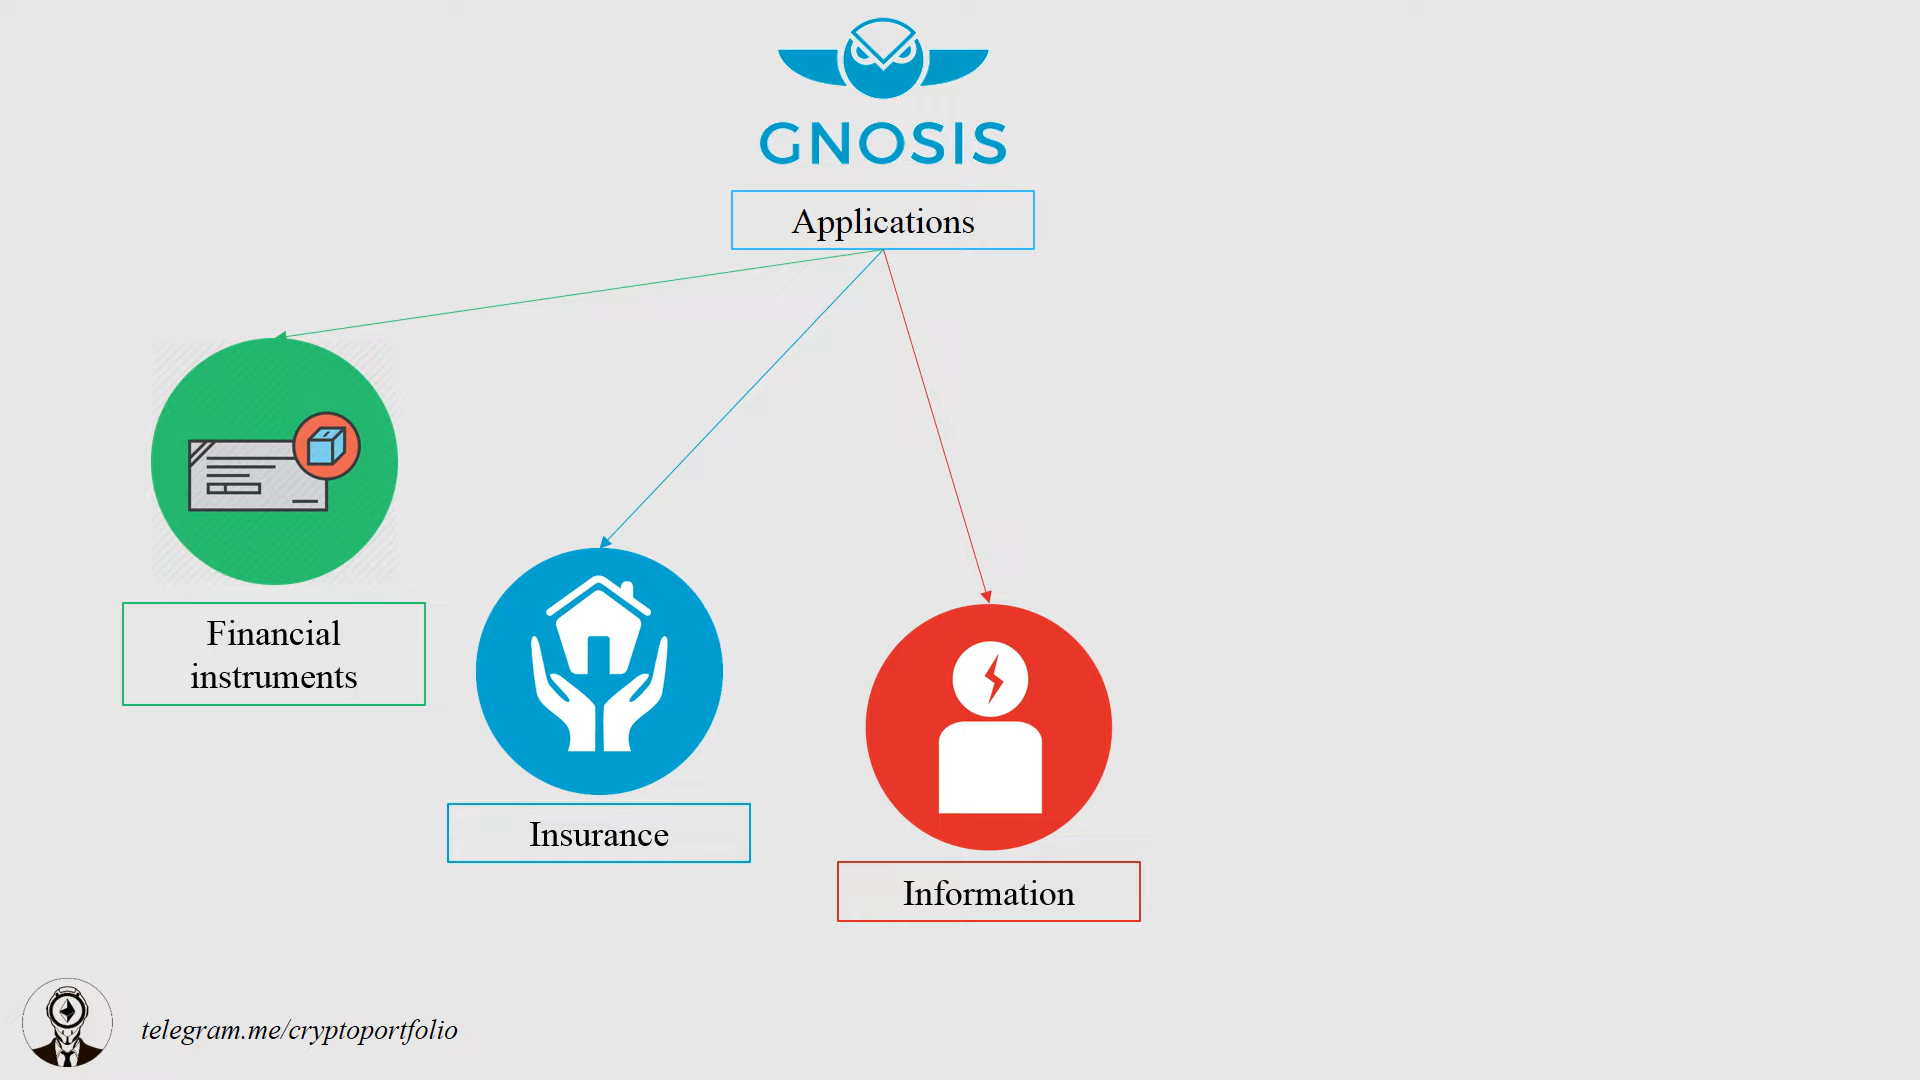 GNOSIS
Applications
Financial
instruments
Insurance
Information
telegram.me/cryptoportfolio